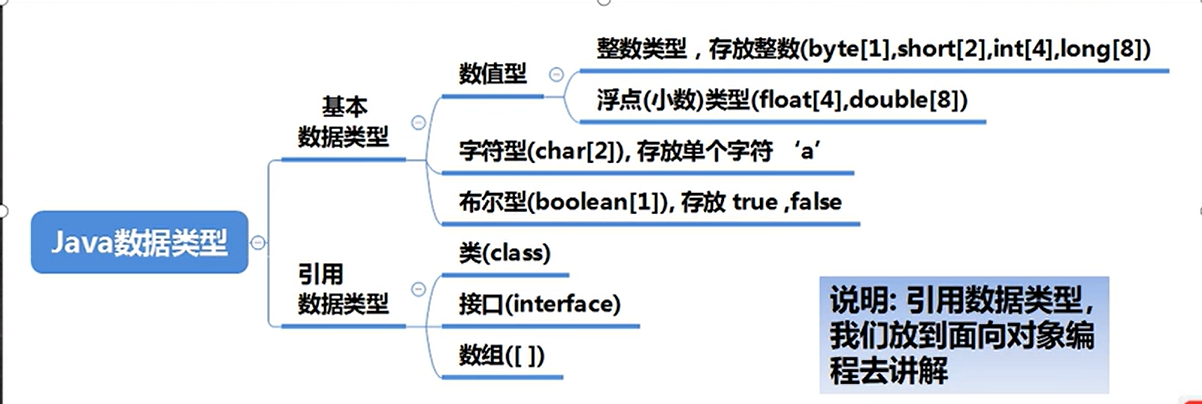 Java数据类型
基本
数据类型
数值型
整数类型，存放整数(byte[1],short[2],int[4],long[8])
浮点(小数)类型(float[4],double[8])
字符型(char[2]), 存放单个字符 ‘a’
布尔型(boolean[1]), 存放 true ,false
引用
数据类型
类(class)
接口(interface)
数组([ ])
说明: 引用数据类型，
我们放到面向对象编
程去讲解